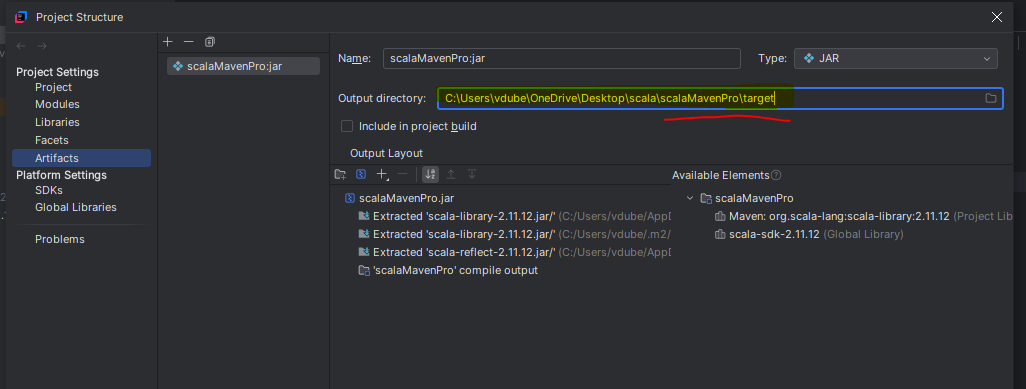 Project Structure
Project Settings
Project
Modules
Libraries
Facets
Artifacts
Platform Settings
SDKs
Global Libraries
Problems
scalaMavenPro:jar
Name: scalaMavenPro:jar
Type: JAR
Output directory: C:\Users\vdube\OneDrive\Desktop\scala\scalaMavenPro\target
Include in project build
Output Layout
scalaMavenPro.jar
Extracted 'scala-library-2.11.12.jar/' (C:/Users/vdube/AppD
Extracted 'scala-library-2.11.12.jar/' (C:/Users/vdube/.m2/
Extracted 'scala-reflect-2.11.12.jar/' (C:/Users/vdube/AppD
'scalaMavenPro' compile output
Available Elements
scalaMavenPro
Maven: org.scala-lang:scala-library:2.11.12 (Project Lib
scala-sdk-2.11.12 (Global Library)